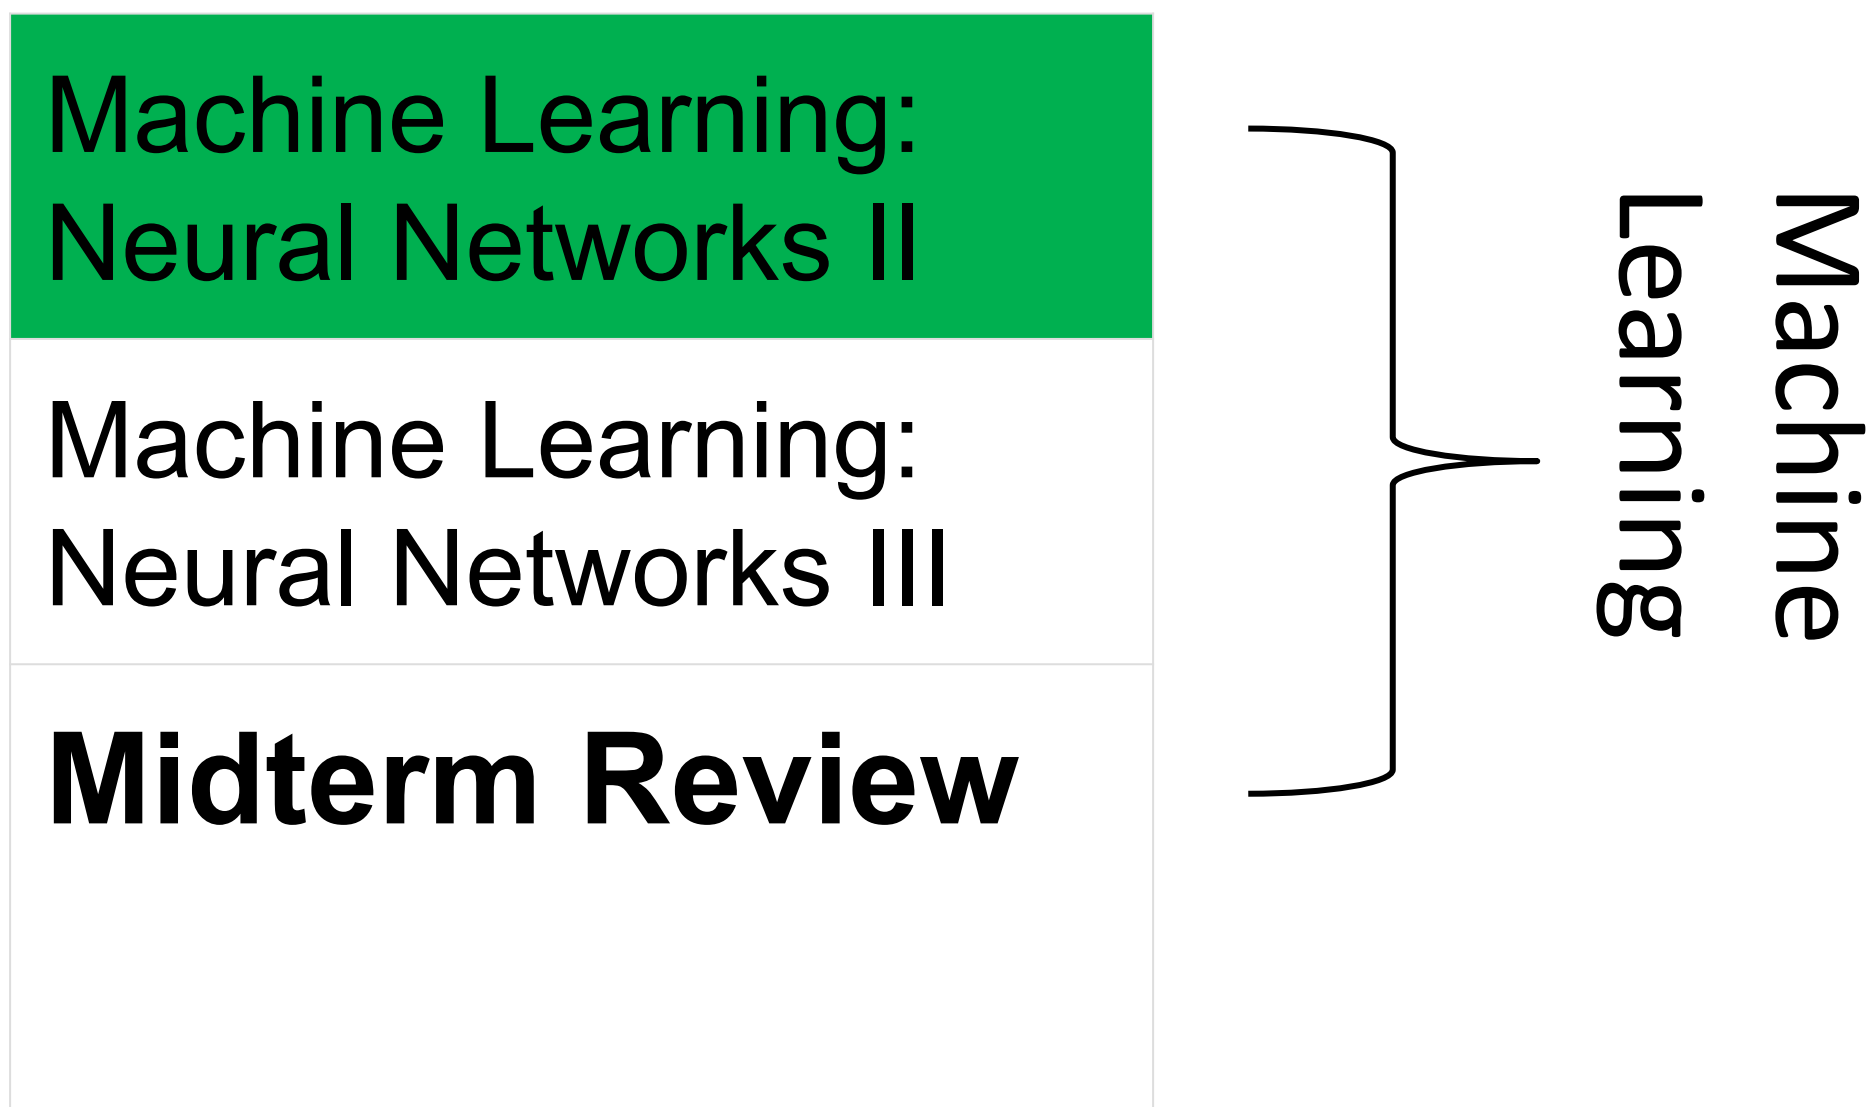 Machine Learning:
Neural Networks II
Machine Learning:
Neural Networks III
Midterm Review
Machine
Learning